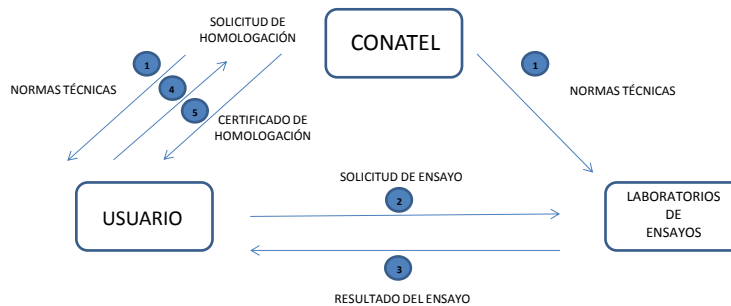 SOLICITUD DE
HOMOLOGACIÓN
CONATEL
1
1
NORMAS TÉCNICAS
4
NORMAS TÉCNICAS
5
CERTIFICADO DE
HOMOLOGACIÓN
SOLICITUD DE ENSAYO
USUARIO
2
LABORATORIOS
DE
ENSAYOS
3
RESULTADO DEL ENSAYO